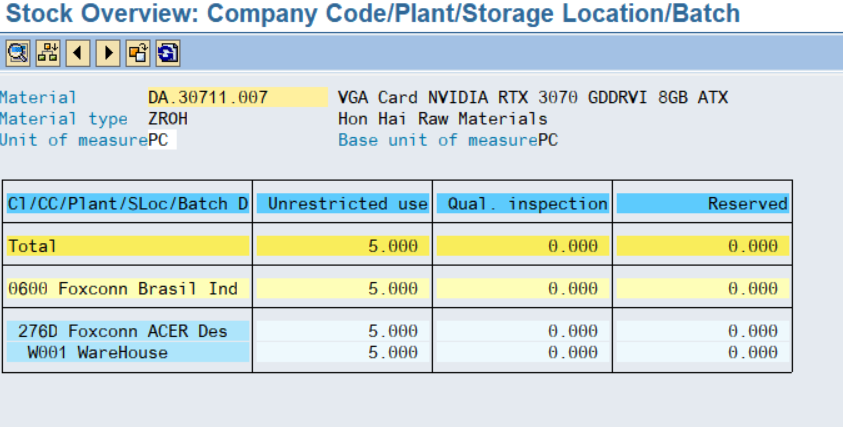 Stock Overview: Company Code/Plant/Storage Location/Batch
Material DA.30711.007 VGA Card NVIDIA RTX 3070 GDDRVI 8GB ATX
Material type ZROH Hon Hai Raw Materials
Unit of measurePC Base unit of measurePC
Cl/CC/Plant/SLoc/Batch D Unrestricted use Qual. inspection Reserved
Total 5.000 0.000 0.000
0600 Foxconn Brasil Ind 5.000 0.000 0.000
276D Foxconn ACER Des 5.000 0.000 0.000
W001 WareHouse 5.000 0.000 0.000